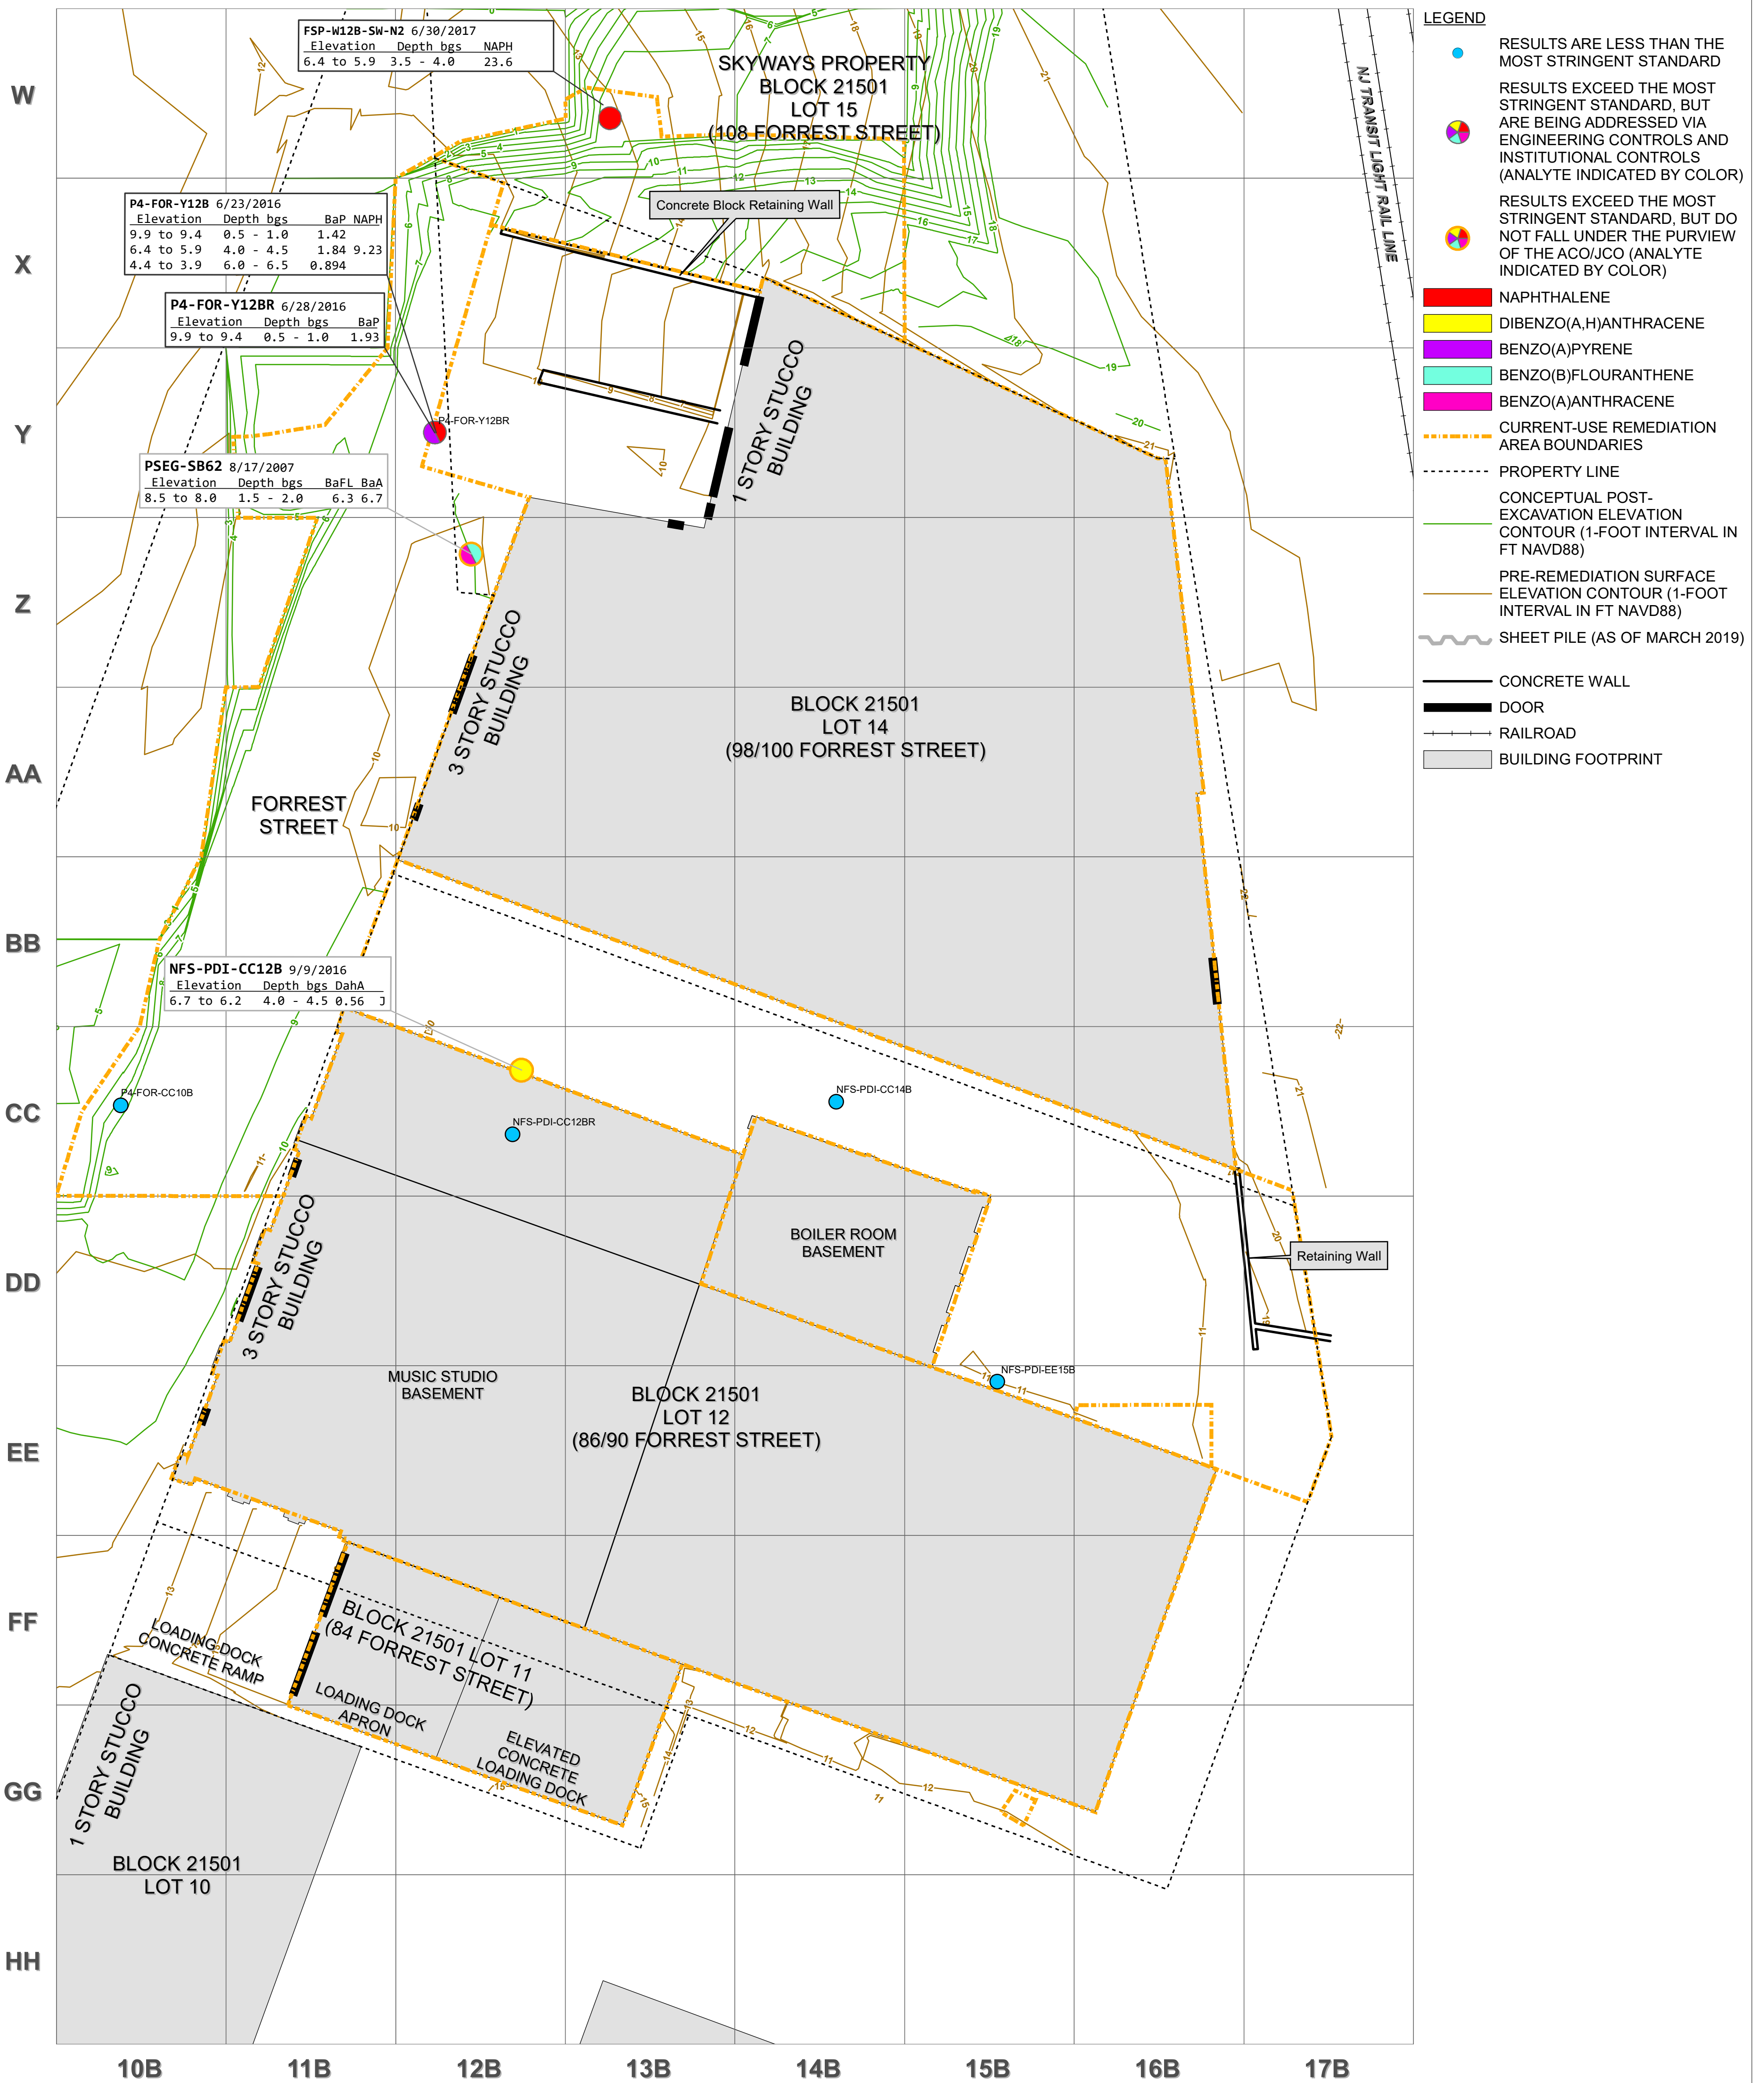 FSP-W12B-SW-N2 6/30/2017
Elevation Depth bgs NAPH
6.4 to 5.9 3.5 - 4.0 23.6
SKYWAYS PROPERTY
BLOCK 21501
LOT 15
(108 FORREST STREET)
NJ TRANSIT LIGHT RAIL LINE
P4-FOR-Y12B 6/23/2016
Elevation Depth bgs BaP NAPH
9.9 to 9.4 0.5 - 1.0 1.42
6.4 to 5.9 4.0 - 4.5 1.84 9.23
4.4 to 3.9 6.0 - 6.5 0.894
Concrete Block Retaining Wall
P4-FOR-Y12BR 6/28/2016
Elevation Depth bgs BaP
9.9 to 9.4 0.5 - 1.0 1.93
P4-FOR-Y12BR
1 STORY STUCCO
BUILDING
PSEG-SB62 8/17/2007
Elevation Depth bgs BaFL BaA
8.5 to 8.0 1.5 - 2.0 6.3 6.7
3 STORY STUCCO
BUILDING
BLOCK 21501
LOT 14
(98/100 FORREST STREET)
FORREST
STREET
NFS-PDI-CC12B 9/9/2016
Elevation Depth bgs DahA
6.7 to 6.2 4.0 - 4.5 0.56 J
P4-FOR-CC10B
NFS-PDI-CC12BR
NFS-PDI-CC14B
BOILER ROOM
BASEMENT
Retaining Wall
3 STORY STUCCO
BUILDING
MUSIC STUDIO
BASEMENT
NFS-PDI-EE15B
BLOCK 21501
LOT 12
(86/90 FORREST STREET)
LOADING DOCK
CONCRETE RAMP
BLOCK 21501 LOT 11
(84 FORREST STREET)
LOADING DOCK
APRON
ELEVATED
CONCRETE
LOADING DOCK
1 STORY STUCCO
BUILDING
BLOCK 21501
LOT 10
W
X
Y
Z
AA
BB
CC
DD
EE
FF
GG
HH
10B 11B 12B 13B 14B 15B 16B 17B
LEGEND
RESULTS ARE LESS THAN THE
MOST STRINGENT STANDARD
RESULTS EXCEED THE MOST
STRINGENT STANDARD, BUT
ARE BEING ADDRESSED VIA
ENGINEERING CONTROLS AND
INSTITUTIONAL CONTROLS
(ANALYTE INDICATED BY COLOR)
RESULTS EXCEED THE MOST
STRINGENT STANDARD, BUT DO
NOT FALL UNDER THE PURVIEW
OF THE ACO/JCO (ANALYTE
INDICATED BY COLOR)
NAPHTHALENE
DIBENZO(A,H)ANTHRACENE
BENZO(A)PYRENE
BENZO(B)FLOURANTHENE
BENZO(A)ANTHRACENE
CURRENT-USE REMEDIATION
AREA BOUNDARIES
PROPERTY LINE
CONCEPTUAL POST-
EXCAVATION ELEVATION
CONTOUR (1-FOOT INTERVAL IN
FT NAVD88)
PRE-REMEDIATION SURFACE
ELEVATION CONTOUR (1-FOOT
INTERVAL IN FT NAVD88)
SHEET PILE (AS OF MARCH 2019)
CONCRETE WALL
DOOR
RAILROAD
BUILDING FOOTPRINT